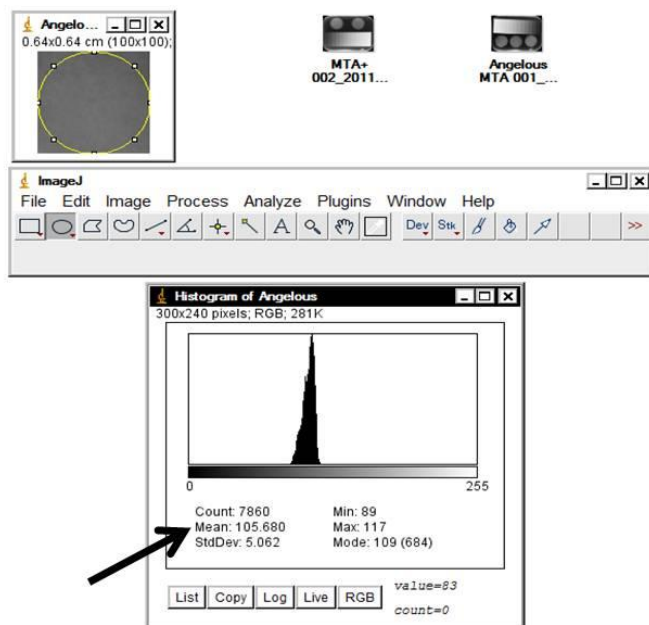 Angelo...
0.64x0.64 cm (100x100);
MTA+
002_2011...
Angelous
MTA 001_...
ImageJ
File Edit Image Process Analyze Plugins Window Help
A Dev Stk >>
Histogram of Angelous
300x240 pixels; RGB; 281K
0 255
Count: 7860 Min: 89
Mean: 105.680 Max: 117
StdDev: 5.062 Mode: 109 (684)
List Copy Log Live RGB value=83
count=0